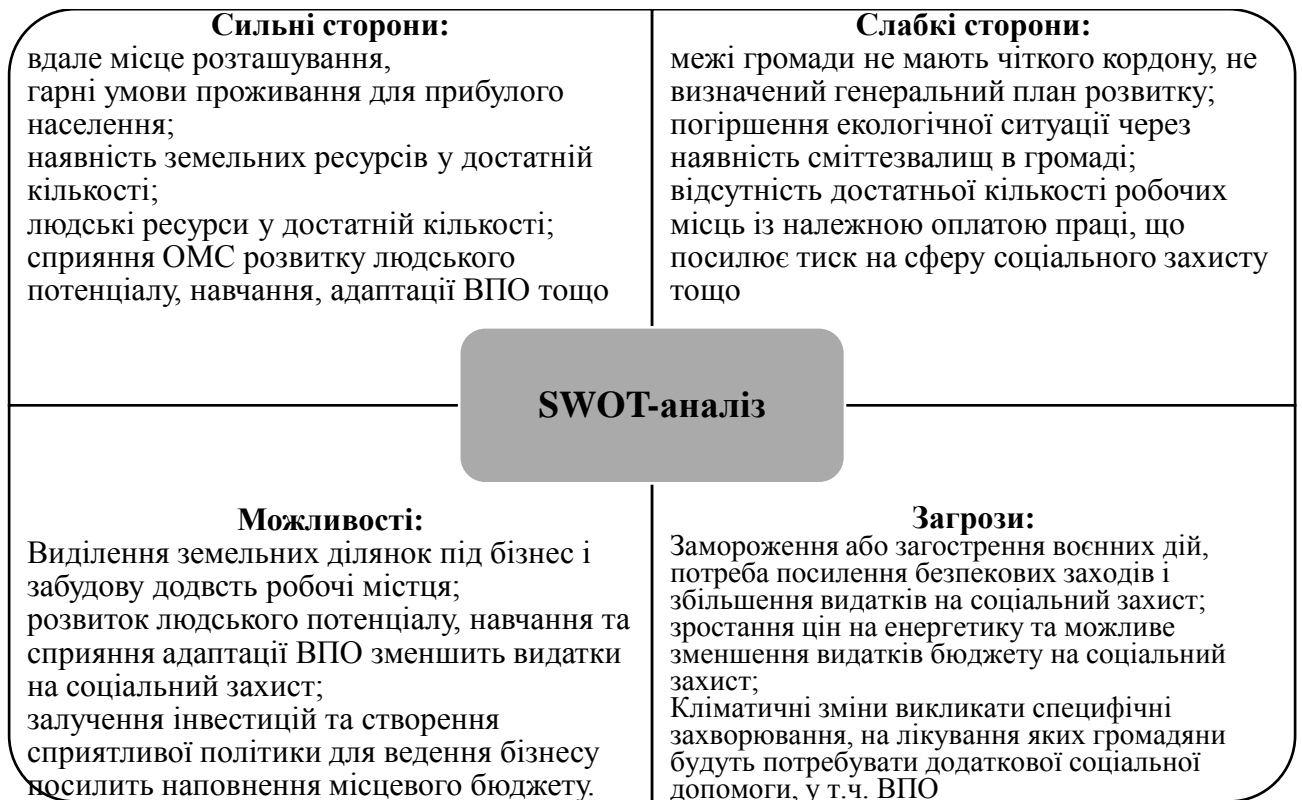 Сильні сторони:
вдале місце розташування,
гарні умови проживання для прибулого
населення;
наявність земельних ресурсів у достатній
кількості;
людські ресурси у достатній кількості;
сприяння ОМС розвитку людського
потенціалу, навчання, адаптації ВПО тощо
Слабкі сторони:
межі громади не мають чіткого кордону, не
визначений генеральний план розвитку;
погіршення екологічної ситуації через
наявність сміттєзвалищ в громаді;
відсутність достатньої кількості робочих
місць із належною оплатою праці, що
посилює тиск на сферу соціального захисту
тощо
SWOT-аналіз
Можливості:
Виділення земельних ділянок під бізнес і
забудову додвсть робочі містця;
розвиток людського потенціалу, навчання та
сприяння адаптації ВПО зменшить видатки
на соціальний захист;
залучення інвестицій та створення
сприятливої політики для ведення бізнесу
посилить наповнення місцевого бюджету.
Загрози:
Замороження або загострення воєнних дій,
потреба посилення безпекових заходів і
збільшення видатків на соціальний захист;
зростання цін на енергетику та можливе
зменшення видатків бюджету на соціальний
захист;
Кліматичні зміни викликати специфічні
захворювання, на лікування яких громадяни
будуть потребувати додаткової соціальної
допомоги, у т.ч. ВПО